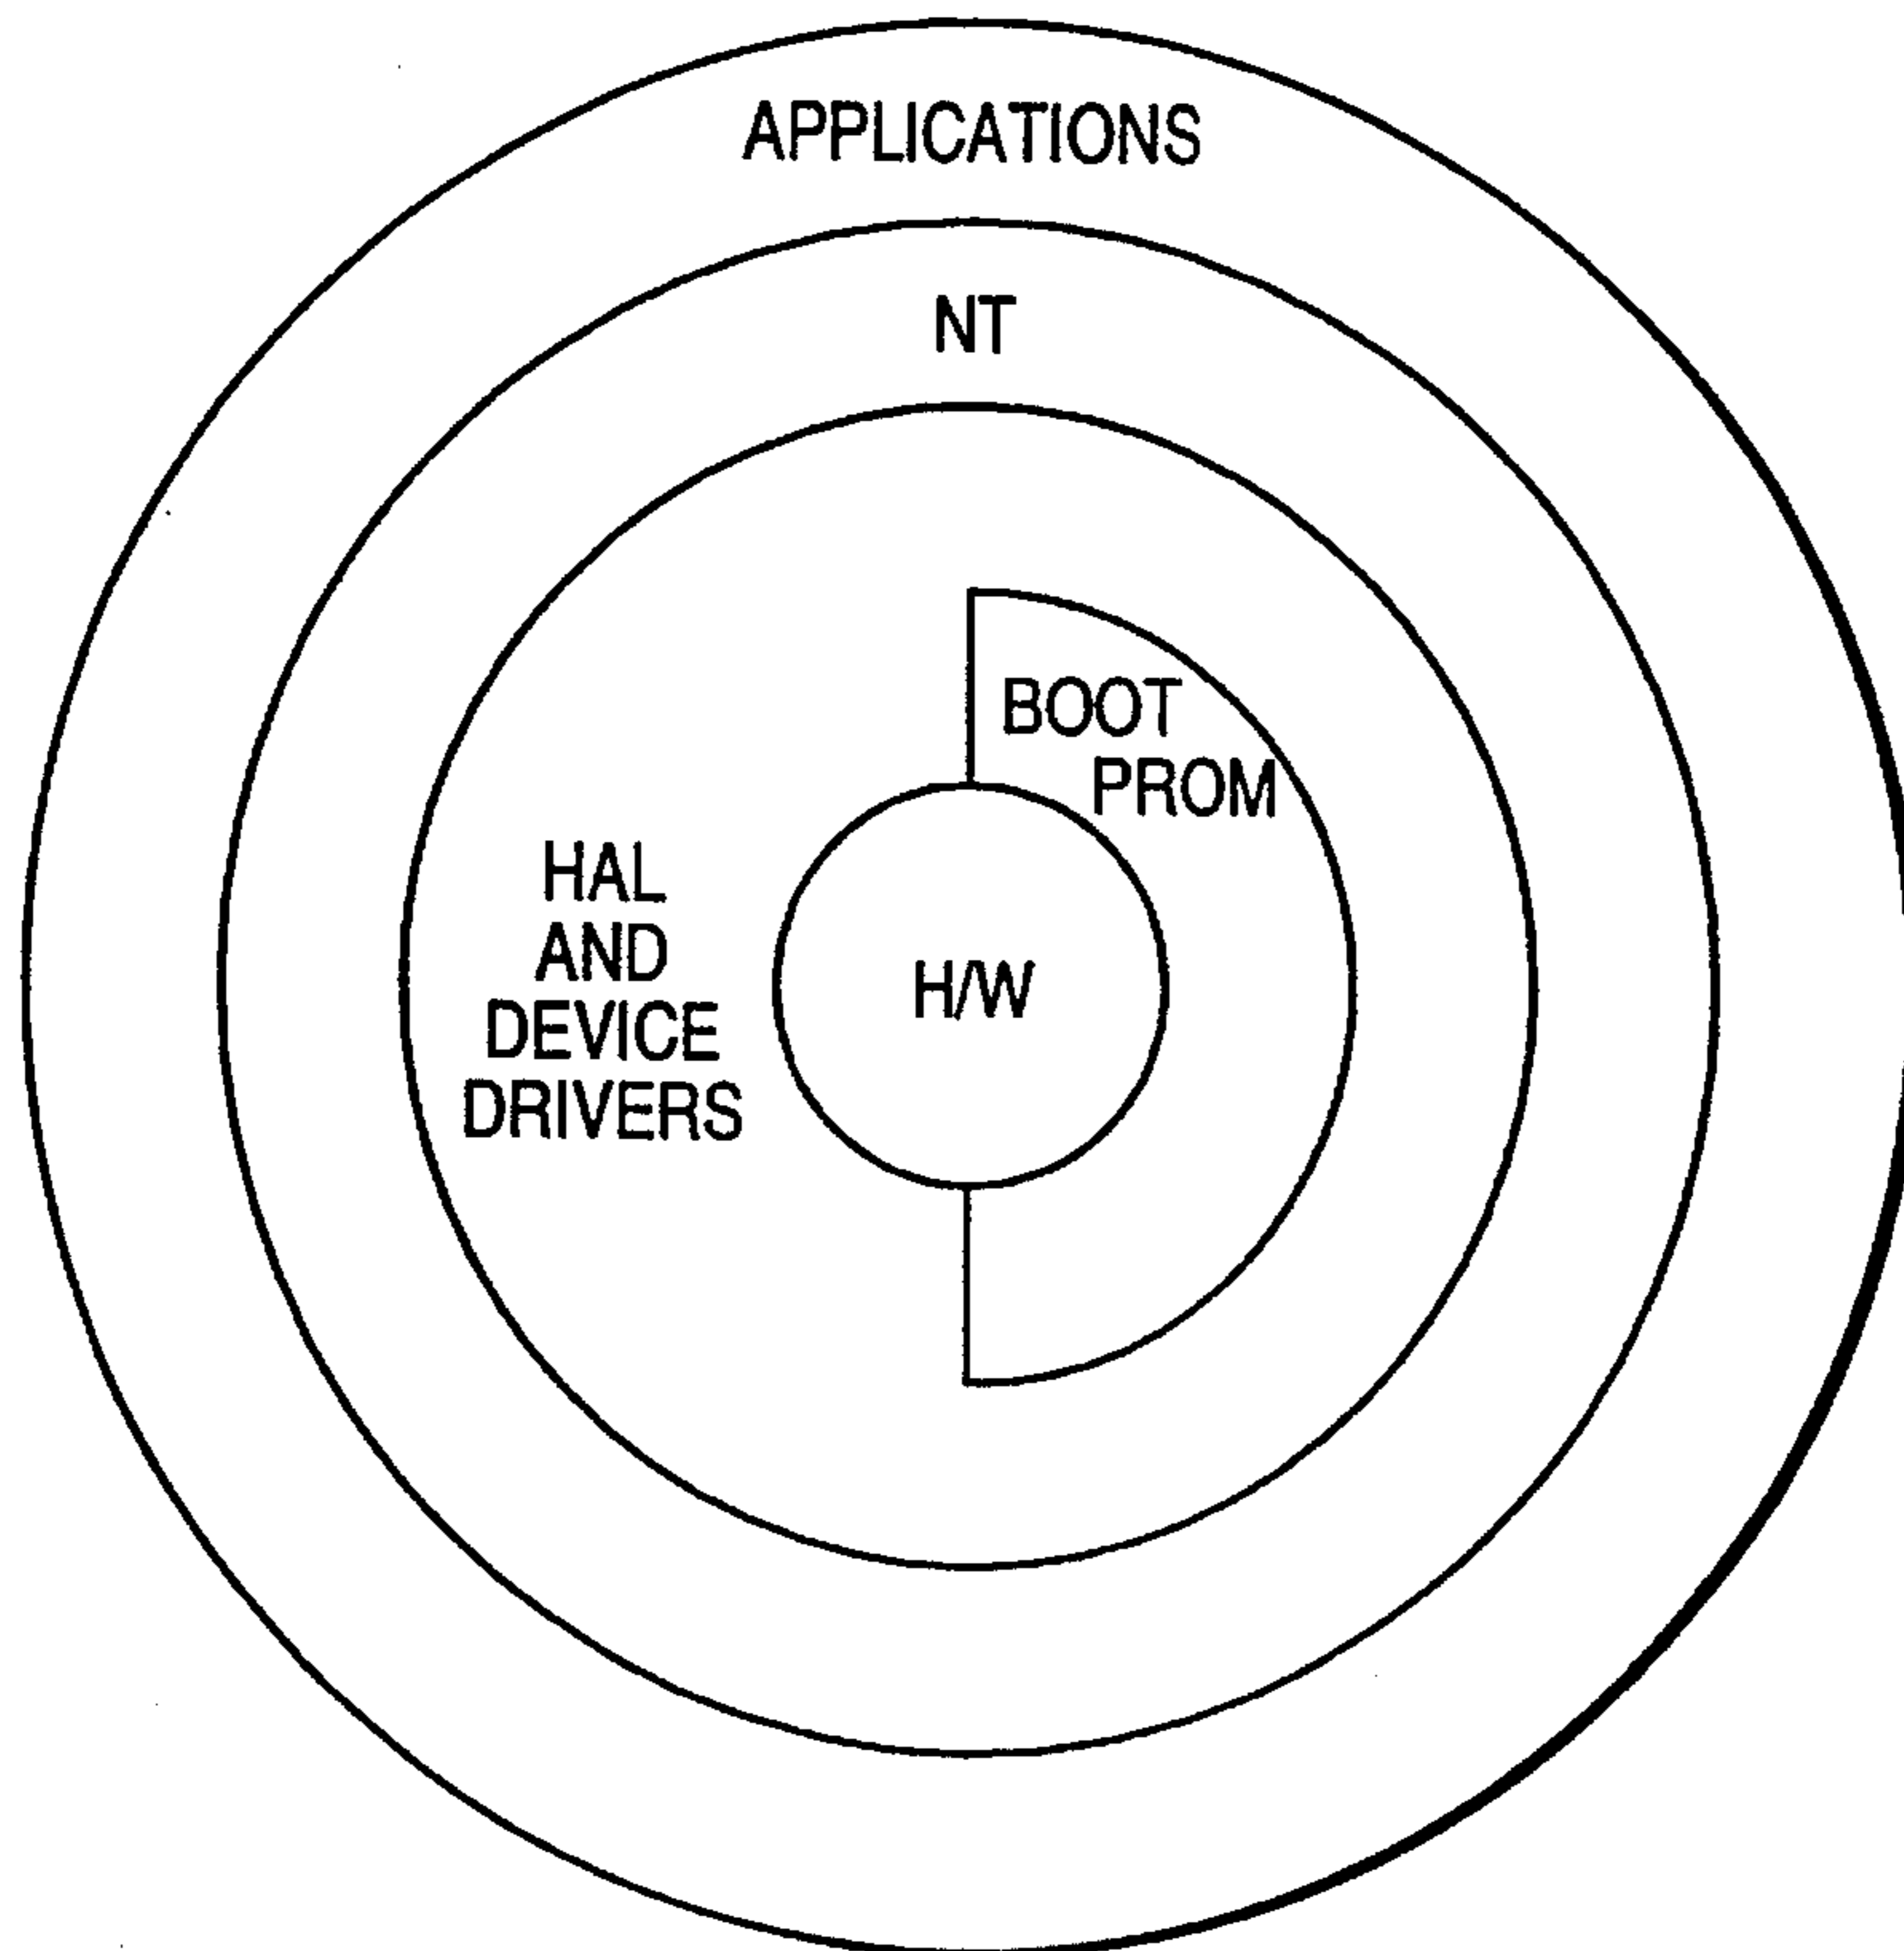 APPLICATIONS
NT
BOOT
PROM
HAL
AND
DEVICE
DRIVERS
H/W